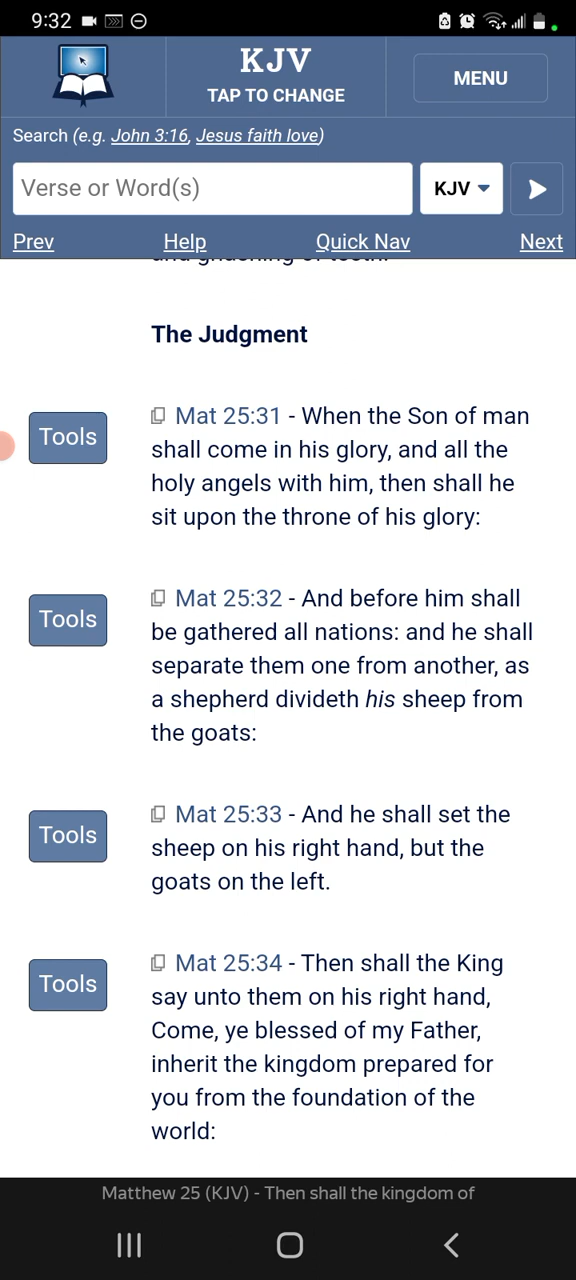 9:32
KJV
TAP TO CHANGE
MENU
Search (e.g. John 3:16, Jesus faith love)
Verse or Word(s)
KJV
Prev Help Quick Nav Next
and gnashing of teeth.
The Judgment
Tools
Mat 25:31 - When the Son of man
shall come in his glory, and all the
holy angels with him, then shall he
sit upon the throne of his glory:
Tools
Mat 25:32 - And before him shall
be gathered all nations: and he shall
separate them one from another, as
a shepherd divideth his sheep from
the goats:
Tools
Mat 25:33 - And he shall set the
sheep on his right hand, but the
goats on the left.
Tools
Mat 25:34 - Then shall the King
say unto them on his right hand,
Come, ye blessed of my Father,
inherit the kingdom prepared for
you from the foundation of the
world:
Matthew 25 (KJV) - Then shall the kingdom of